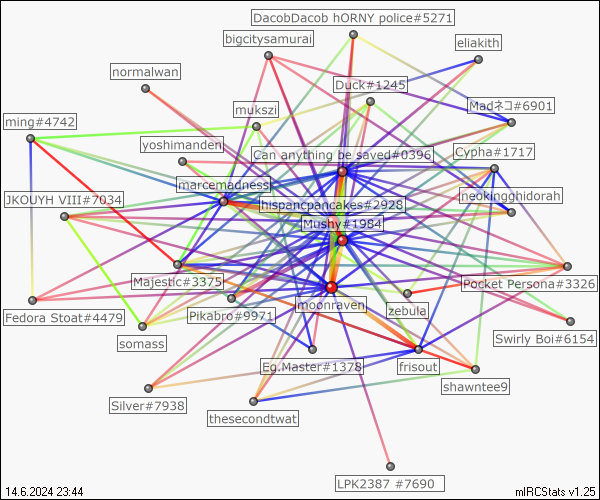 DacobDacob hORNY police#5271
bigcitysamurai
eliakith
normalwan
Duck#1245
Madネコ#6901
mukszi
ming#4742
yoshimanden
Can anything be saved#0396
Cypha#1717
marcemadness
neokingghidorah
JKOUYH VIII#7034
hispancpancakes#2928
Mushy#1984
Majestic#3375
Pocket Persona#3326
moonraven
zebula
Fedora Stoat#4479
Pikabro#9971
Swirly Boi#6154
somass
Eg.Master#1378
frisout
shawntee9
Silver#7938
thesecondtwat
LPK2387 #7690
14.6.2024 23:44
mIRCStats v1.25